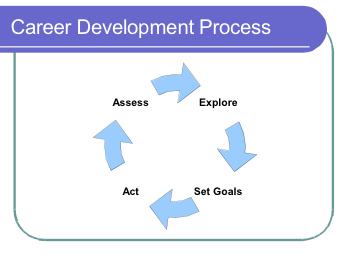 Career Development Process
Assess
Explore
Act
Set Goals